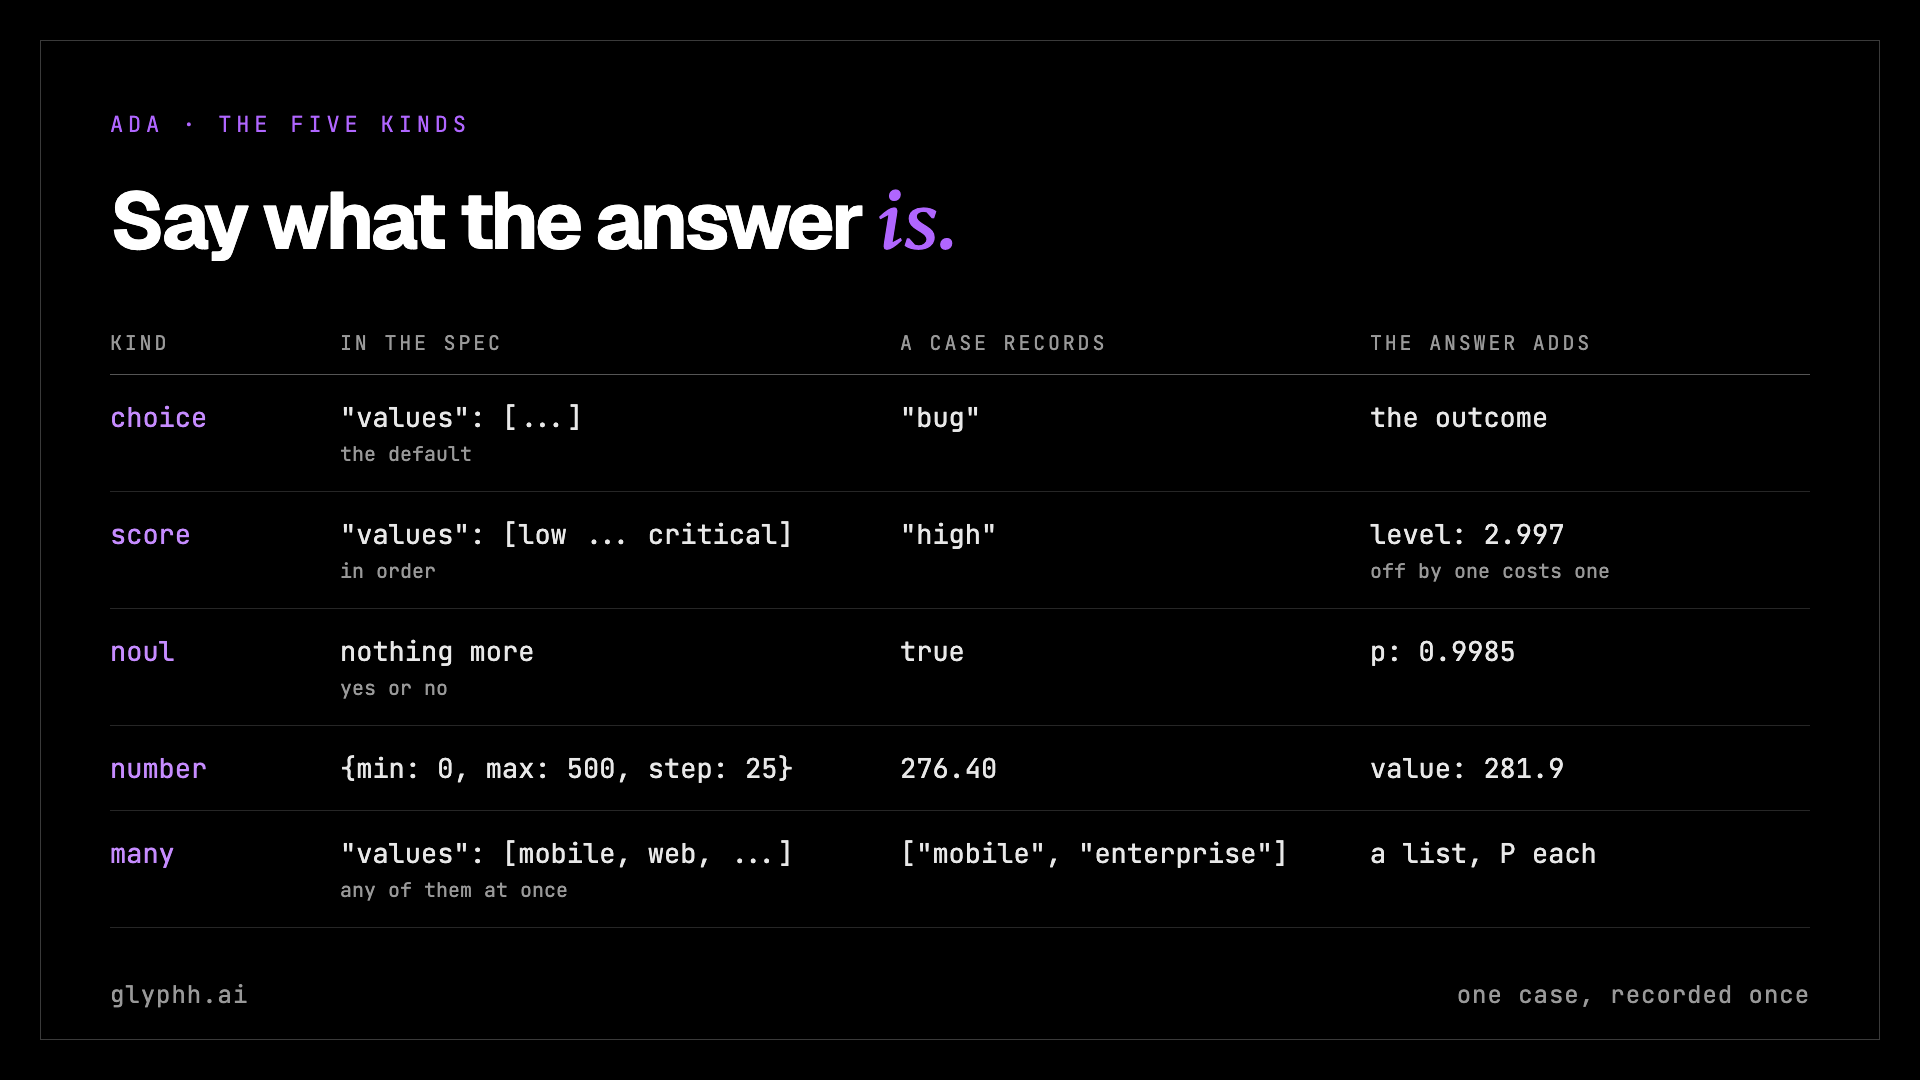 ADA · THE FIVE KINDS
Say what the answer is.
KIND IN THE SPEC A CASE RECORDS THE ANSWER ADDS
choice "values": [...] "bug" the outcome
the default
score "values": [low ... critical] "high" level: 2.997
in order off by one costs one
noul nothing more true p: 0.9985
yes or no
number {min: 0, max: 500, step: 25} 276.40 value: 281.9
many "values": [mobile, web, ...] ["mobile", "enterprise"] a list, P each
any of them at once
glyphh.ai one case, recorded once